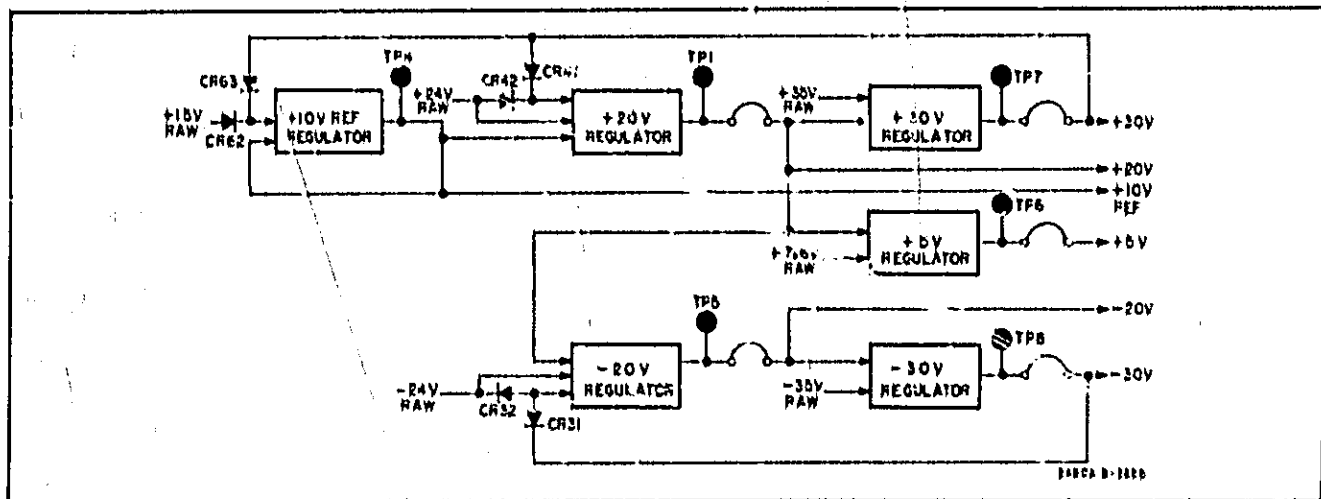 TP4
TP1
TP7
CR63
CR42
CR41
+24V
RAW
+10V REF
REGULATOR
+20V
REGULATOR
+30V
REGULATOR
RAW
+15V
RAW
CR62
+30V
+20V
+10V
REF
TP6
+5V
REGULATOR
+5V
RAW
TP5
-20V
-20V
REGULATOR
-30V
REGULATOR
-24V
RAW
CR32
CR31
-35V
RAW
-30V